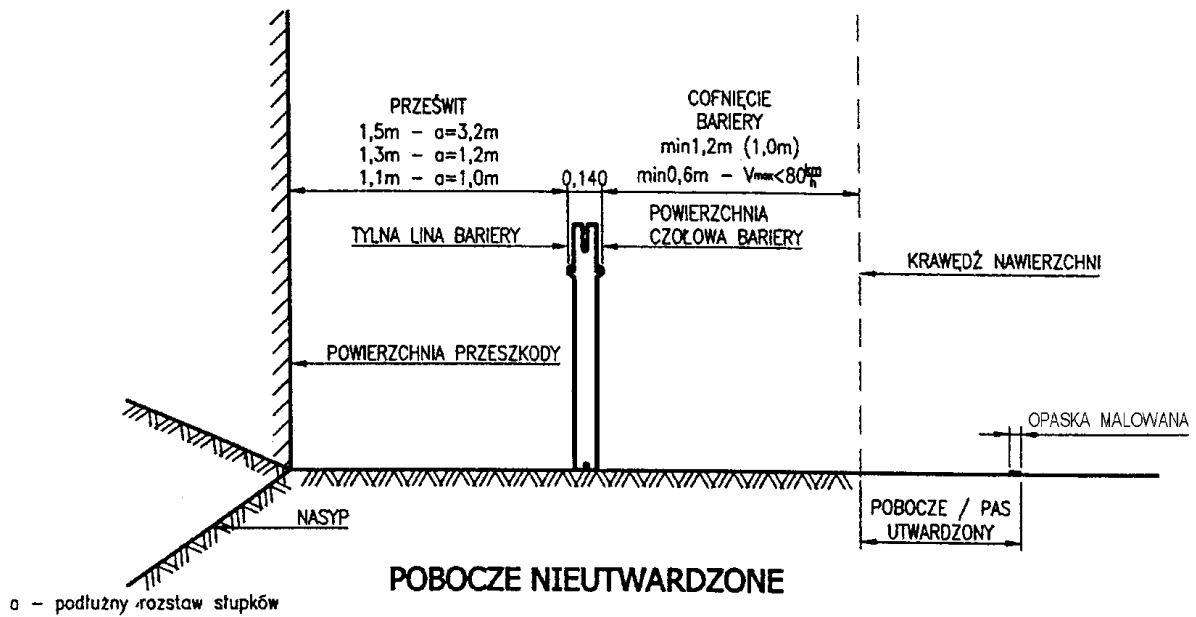 PRZEŚWIT
1,5m – a=3,2m
1,3m – a=1,2m
1,1m – a=1,0m
0,140
COFNIĘCIE
BARIERY
min1,2m (1,0m)
min0,6m – Vmax<80km/h
TYLNA LINA BARIERY
POWIERZCHNIA
CZOŁOWA BARIERY
KRAWĘDŹ NAWIERZCHNI
POWIERZCHNIA PRZESZKODY
OPASKA MALOWANA
NASYP
POBOCZE / PAS
UTWARDZONY
POBOCZE NIEUTWARDZONE
a – podłużny rozstaw słupków